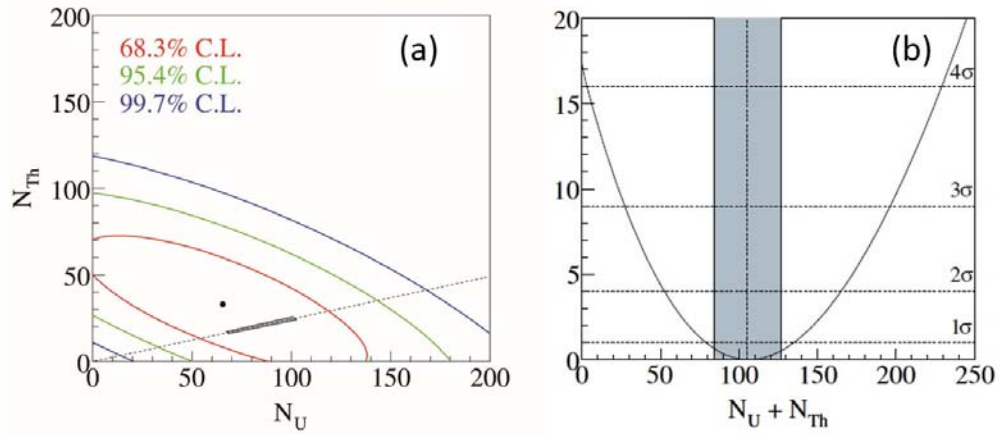 200
150
100
50
0
N_Th
68.3% C.L.
95.4% C.L.
99.7% C.L.
(a)
0 50 100 150 200
N_U
20
15
10
5
0
(b)
4σ
3σ
2σ
1σ
0 50 100 150 200 250
N_U + N_Th